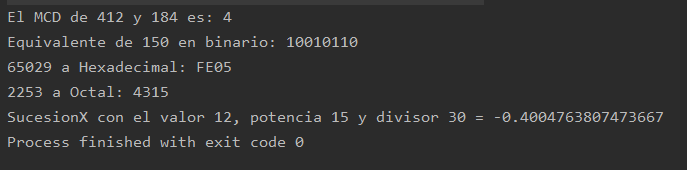 El MCD de 412 y 184 es: 4
Equivalente de 150 en binario: 10010110
65029 a Hexadecimal: FE05
2253 a Octal: 4315
SucesionX con el valor 12, potencia 15 y divisor 30 = -0.4004763807473667
Process finished with exit code 0